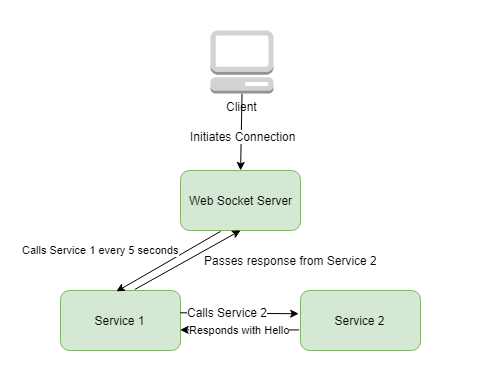 Client
Initiates Connection
Web Socket Server
Calls Service 1 every 5 seconds
Passes response from Service 2
Service 1
Calls Service 2
Responds with Hello
Service 2